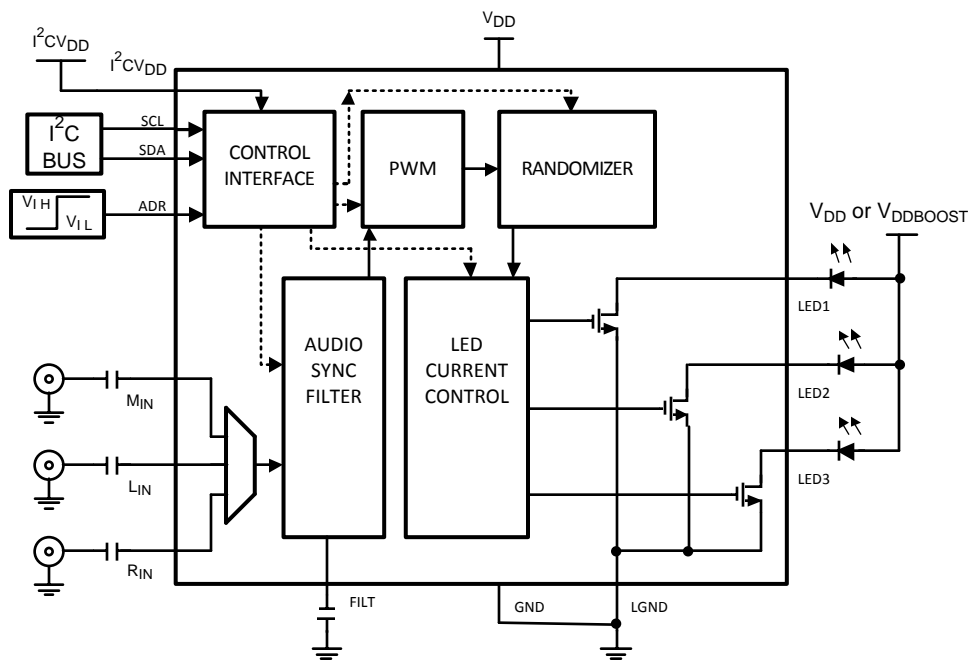 V_DD
I²CV_DD
I²CV_DD
I²C
BUS
SCL
SDA
CONTROL
INTERFACE
PWM
RANDOMIZER
V_IH
V_IL
ADR
V_DD or V_DDBOOST
LED1
AUDIO
SYNC
FILTER
LED
CURRENT
CONTROL
LED2
M_IN
LED3
L_IN
R_IN
FILT
GND
LGND